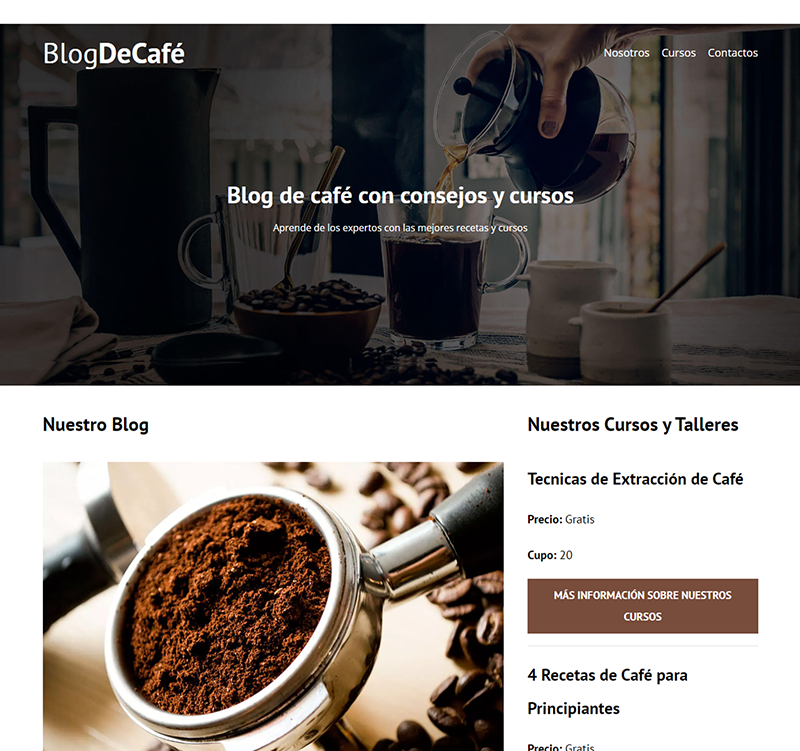 BlogDeCafé
Nosotros Cursos Contactos
Blog de café con consejos y cursos
Aprende de los expertos con las mejores recetas y cursos
Nuestro Blog
Nuestros Cursos y Talleres
Tecnicas de Extracción de Café
Precio: Gratis
Cupo: 20
MÁS INFORMACIÓN SOBRE NUESTROS
CURSOS
4 Recetas de Café para
Principiantes
Precio: Gratis